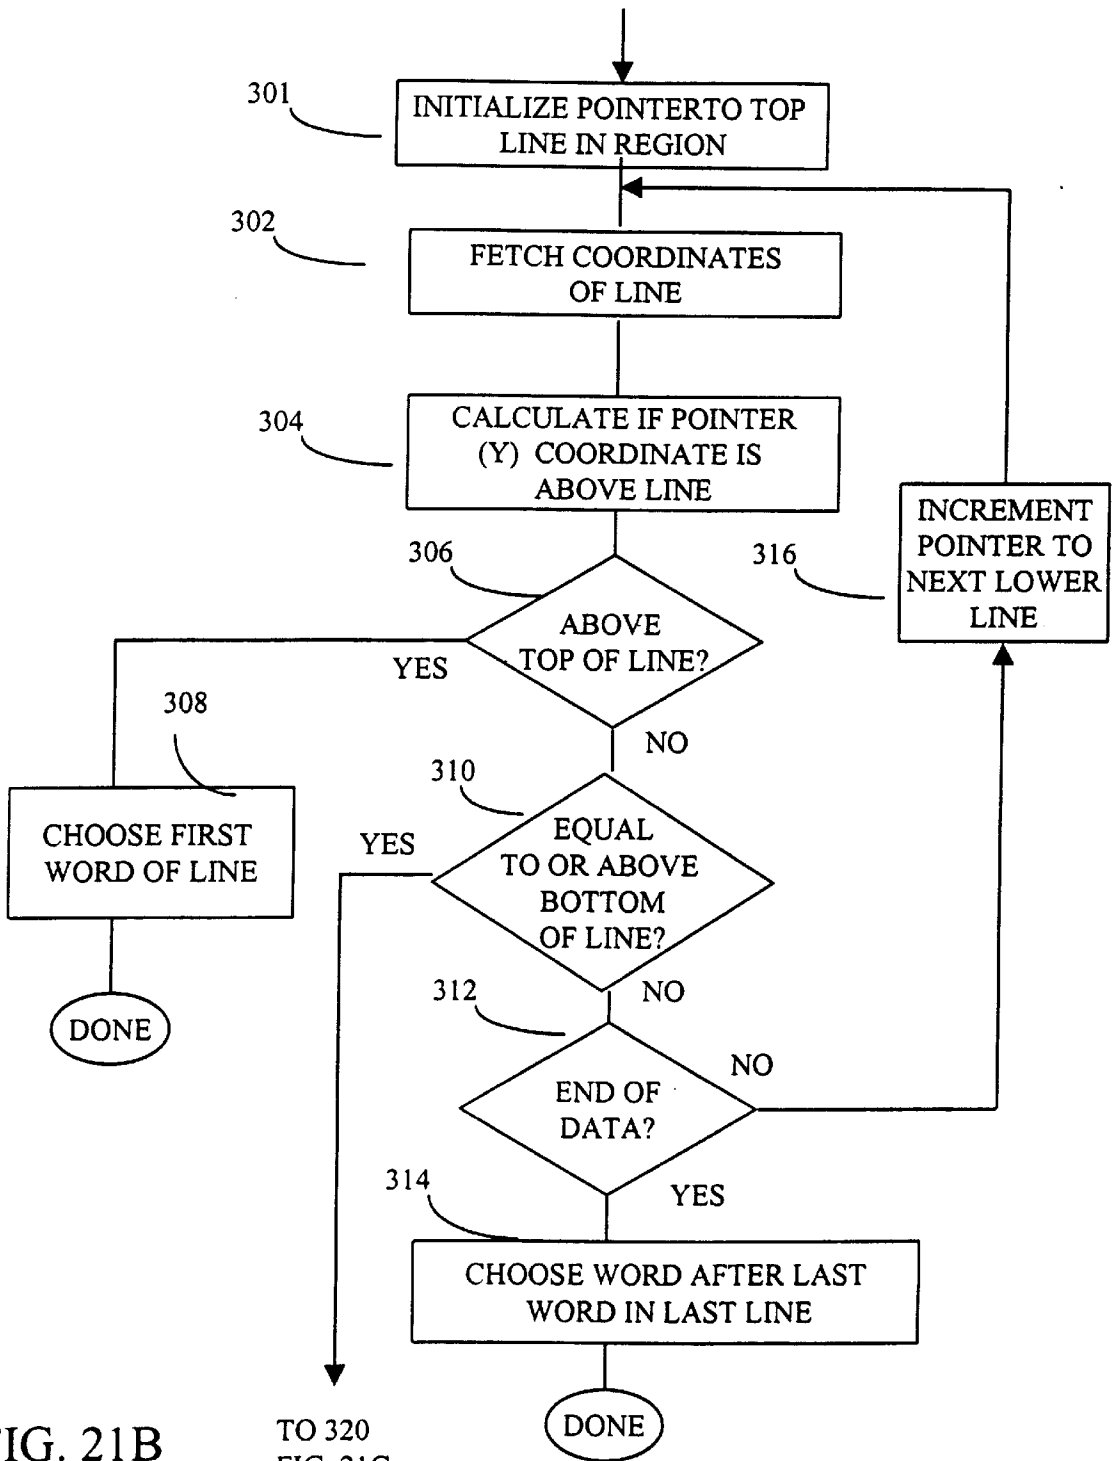 301
INITIALIZE POINTERTO TOP
LINE IN REGION
302
FETCH COORDINATES
OF LINE
304
CALCULATE IF POINTER
(Y) COORDINATE IS
ABOVE LINE
306
ABOVE
TOP OF LINE?
YES
NO
316
INCREMENT
POINTER TO
NEXT LOWER
LINE
308
CHOOSE FIRST
WORD OF LINE
DONE
310
EQUAL
TO OR ABOVE
BOTTOM
OF LINE?
YES
NO
312
END OF
DATA?
NO
YES
314
CHOOSE WORD AFTER LAST
WORD IN LAST LINE
DONE
TO 320
FIG. 21C
IG. 21B